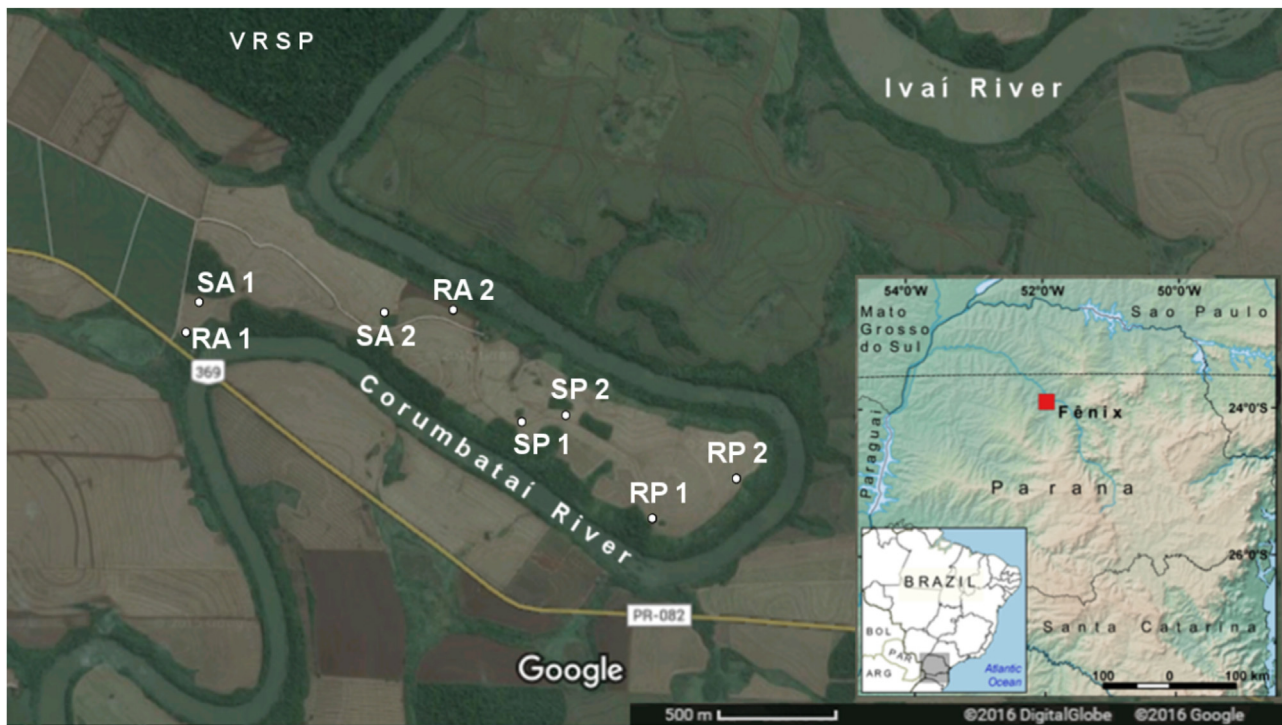 VRSP
Ivaí River
SA 1
RA 1
369
SA 2
RA 2
SP 2
SP 1
RP 2
RP 1
Corumbataí River
PR-082
Google
500 m
©2016 DigitalGlobe ©2016 Google
54°0'W 52°0'W 50°0'W
Mato
Grosso
do Sul
Sao Paulo
24°0'S
Fênix
Paraguai
Parana
26°0'S
Santa Catarina
100 0 100 km
BRAZIL
BOL
PAR
ARG
Atlantic
Ocean